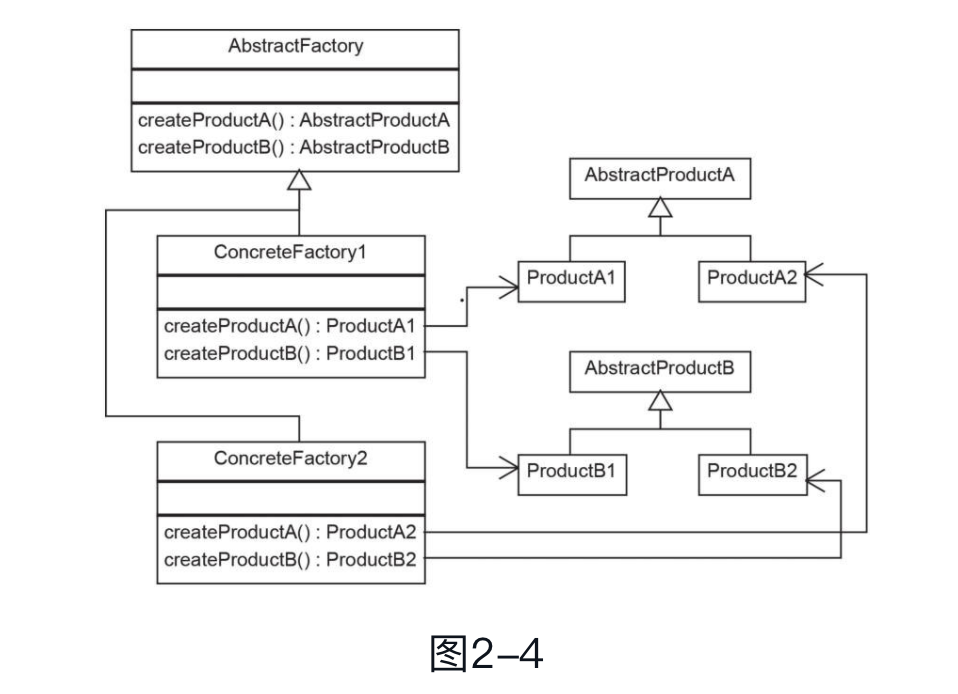 AbstractFactory
createProductA() : AbstractProductA
createProductB() : AbstractProductB
AbstractProductA
ConcreteFactory1
ProductA1
ProductA2
createProductA() : ProductA1
createProductB() : ProductB1
AbstractProductB
ConcreteFactory2
ProductB1
ProductB2
createProductA() : ProductA2
createProductB() : ProductB2
图2-4